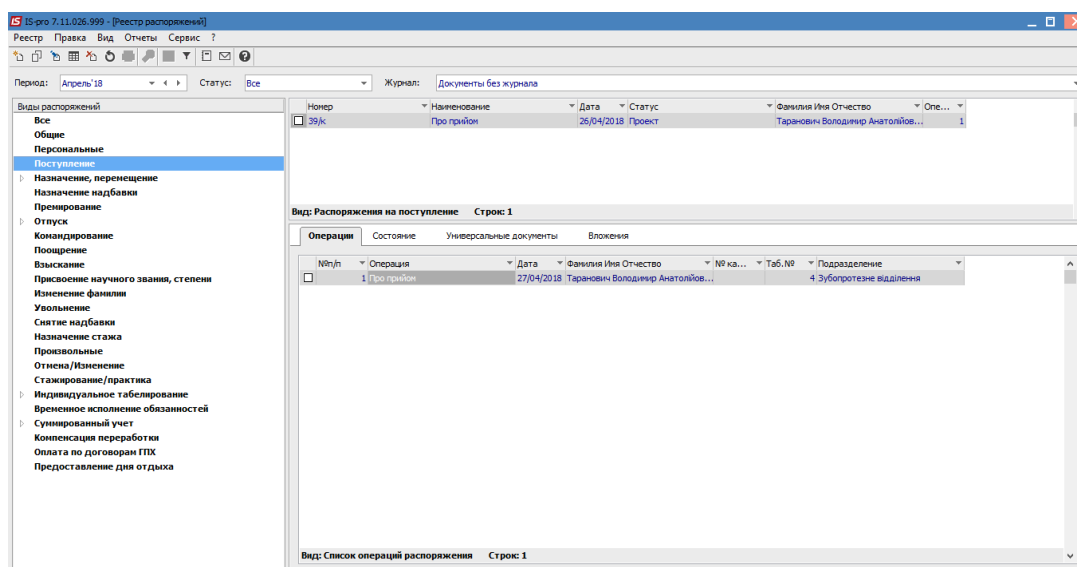 IS-pro 7.11.026.999 - [Реестр распоряжений]
Реестр Правка Вид Отчеты Сервис ?
Период: Апрель'18 Статус: Все Журнал: Документы без журнала
Виды распоряжений
Все
Общие
Персональные
Поступление
Назначение, перемещение
Назначение надбавки
Премирование
Отпуск
Командирование
Поощрение
Взыскание
Присвоение научного звания, степени
Изменение фамилии
Увольнение
Снятие надбавки
Назначение стажа
Произвольные
Отмена/Изменение
Стажирование/практика
Индивидуальное табелирование
Временное исполнение обязанностей
Суммированный учет
Компенсация переработки
Оплата по договорам ГПХ
Предоставление дня отдыха
Номер Наименование Дата Статус Фамилия Имя Отчество Опе...
39/к Про прийом 26/04/2018 Проект Таранович Володимир Анатолійов... 1
Вид: Распоряжения на поступление Строк: 1
Операции Состояние Универсальные документы Вложения
№п/п Операция Дата Фамилия Имя Отчество № ка... Таб.№ Подразделение
1 Про прийом 27/04/2018 Таранович Володимир Анатолійов... 4 Зубопротезне відділення
Вид: Список операций распоряжения Строк: 1